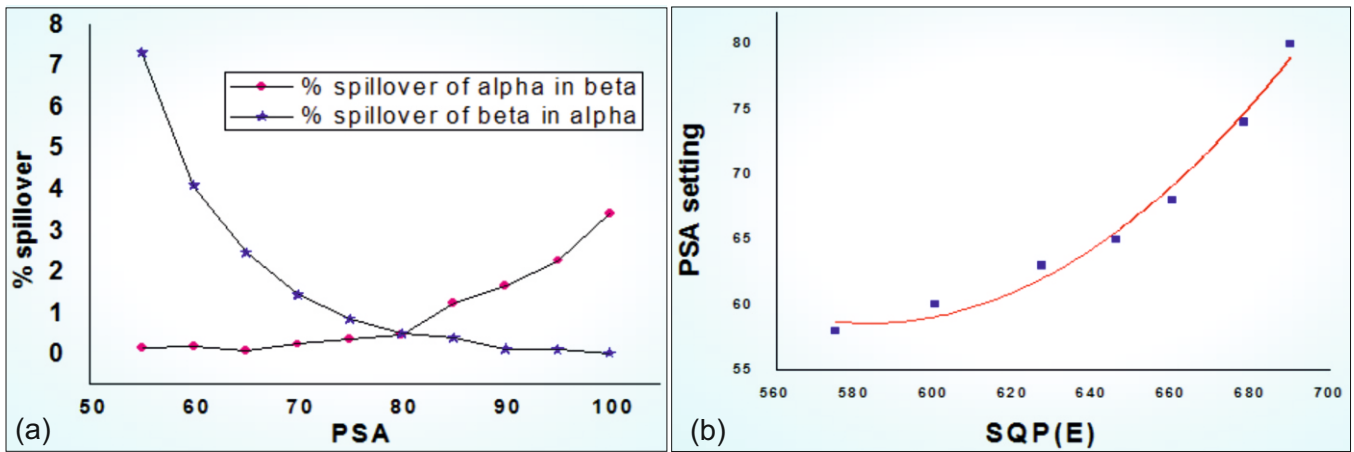 8
7
6
5
4
3
2
1
0
% spillover
% spillover of alpha in beta
% spillover of beta in alpha
50 60 70 80 90 100
PSA
(a)
80
75
70
65
60
55
PSA setting
560 580 600 620 640 660 680 700
SQP(E)
(b)